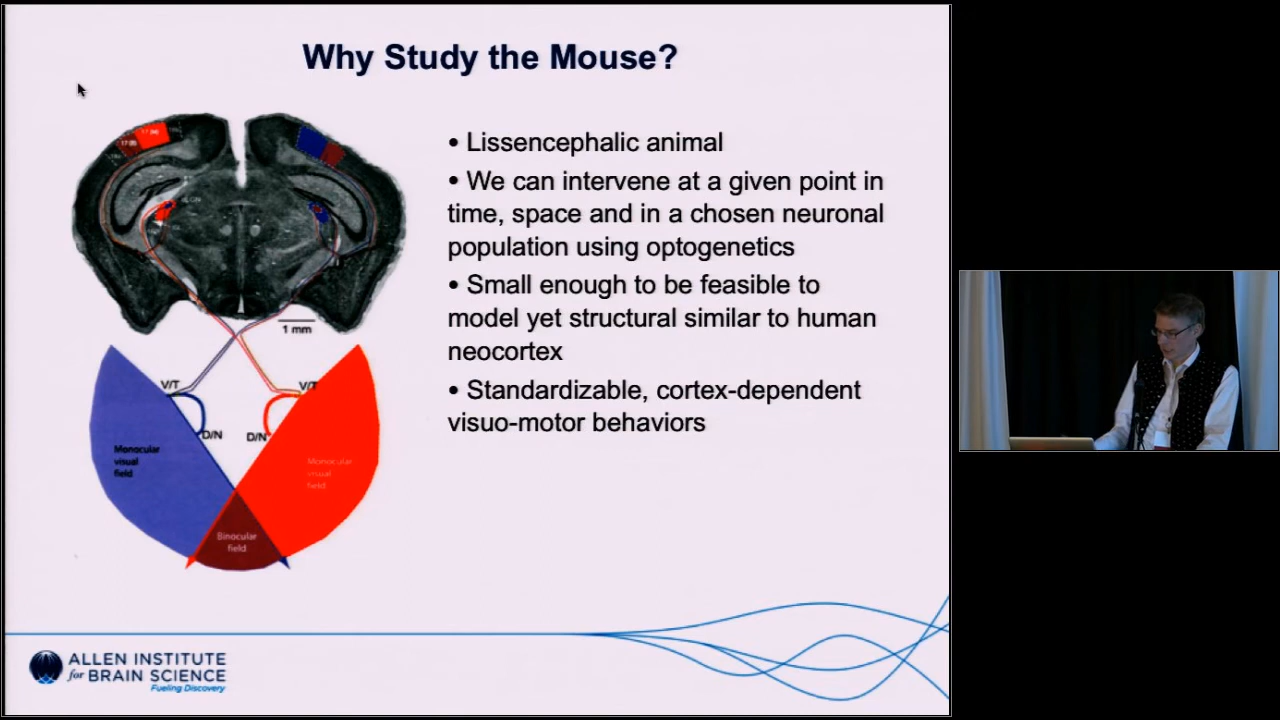 Why Study the Mouse?
17 (M)
17 (B)
• Lissencephalic animal
• We can intervene at a given point in
time, space and in a chosen neuronal
population using optogenetics
• Small enough to be feasible to
model yet structural similar to human
neocortex
• Standardizable, cortex-dependent
visuo-motor behaviors
1 mm
V/T
V/T
D/N
D/N
Monocular
visual
field
Monocular
visual
field
Binocular
field
ALLEN INSTITUTE
for BRAIN SCIENCE
Fueling Discovery